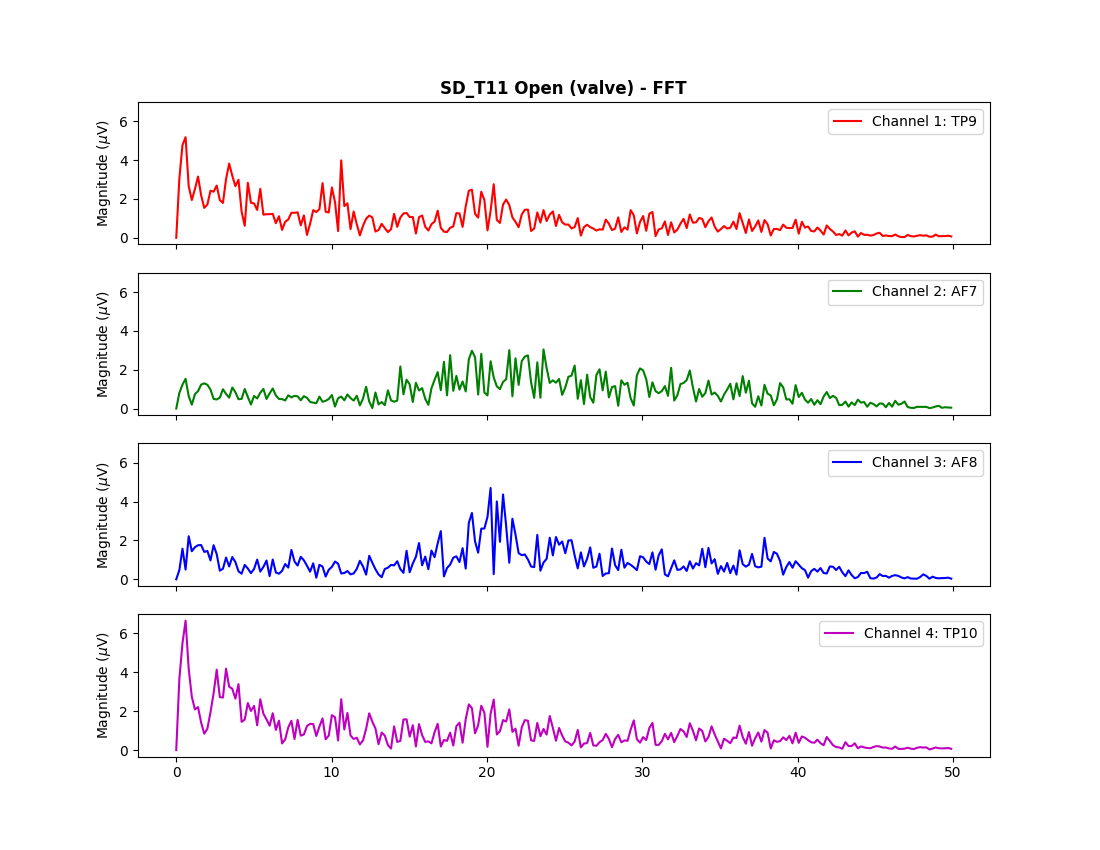 SD_T11 Open (valve) - FFT
Magnitude (μV)
6
4
2
0
Channel 1: TP9
Magnitude (μV)
6
4
2
0
Channel 2: AF7
Magnitude (μV)
6
4
2
0
Channel 3: AF8
Magnitude (μV)
6
4
2
0
Channel 4: TP10
0 10 20 30 40 50